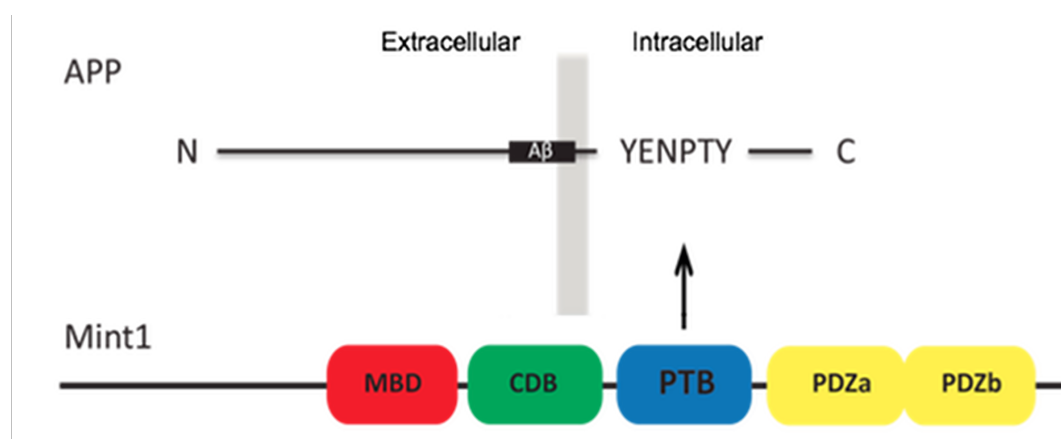 Extracellular Intracellular
APP
N Aβ YENPTY C
Mint1
MBD CDB PTB PDZa PDZb